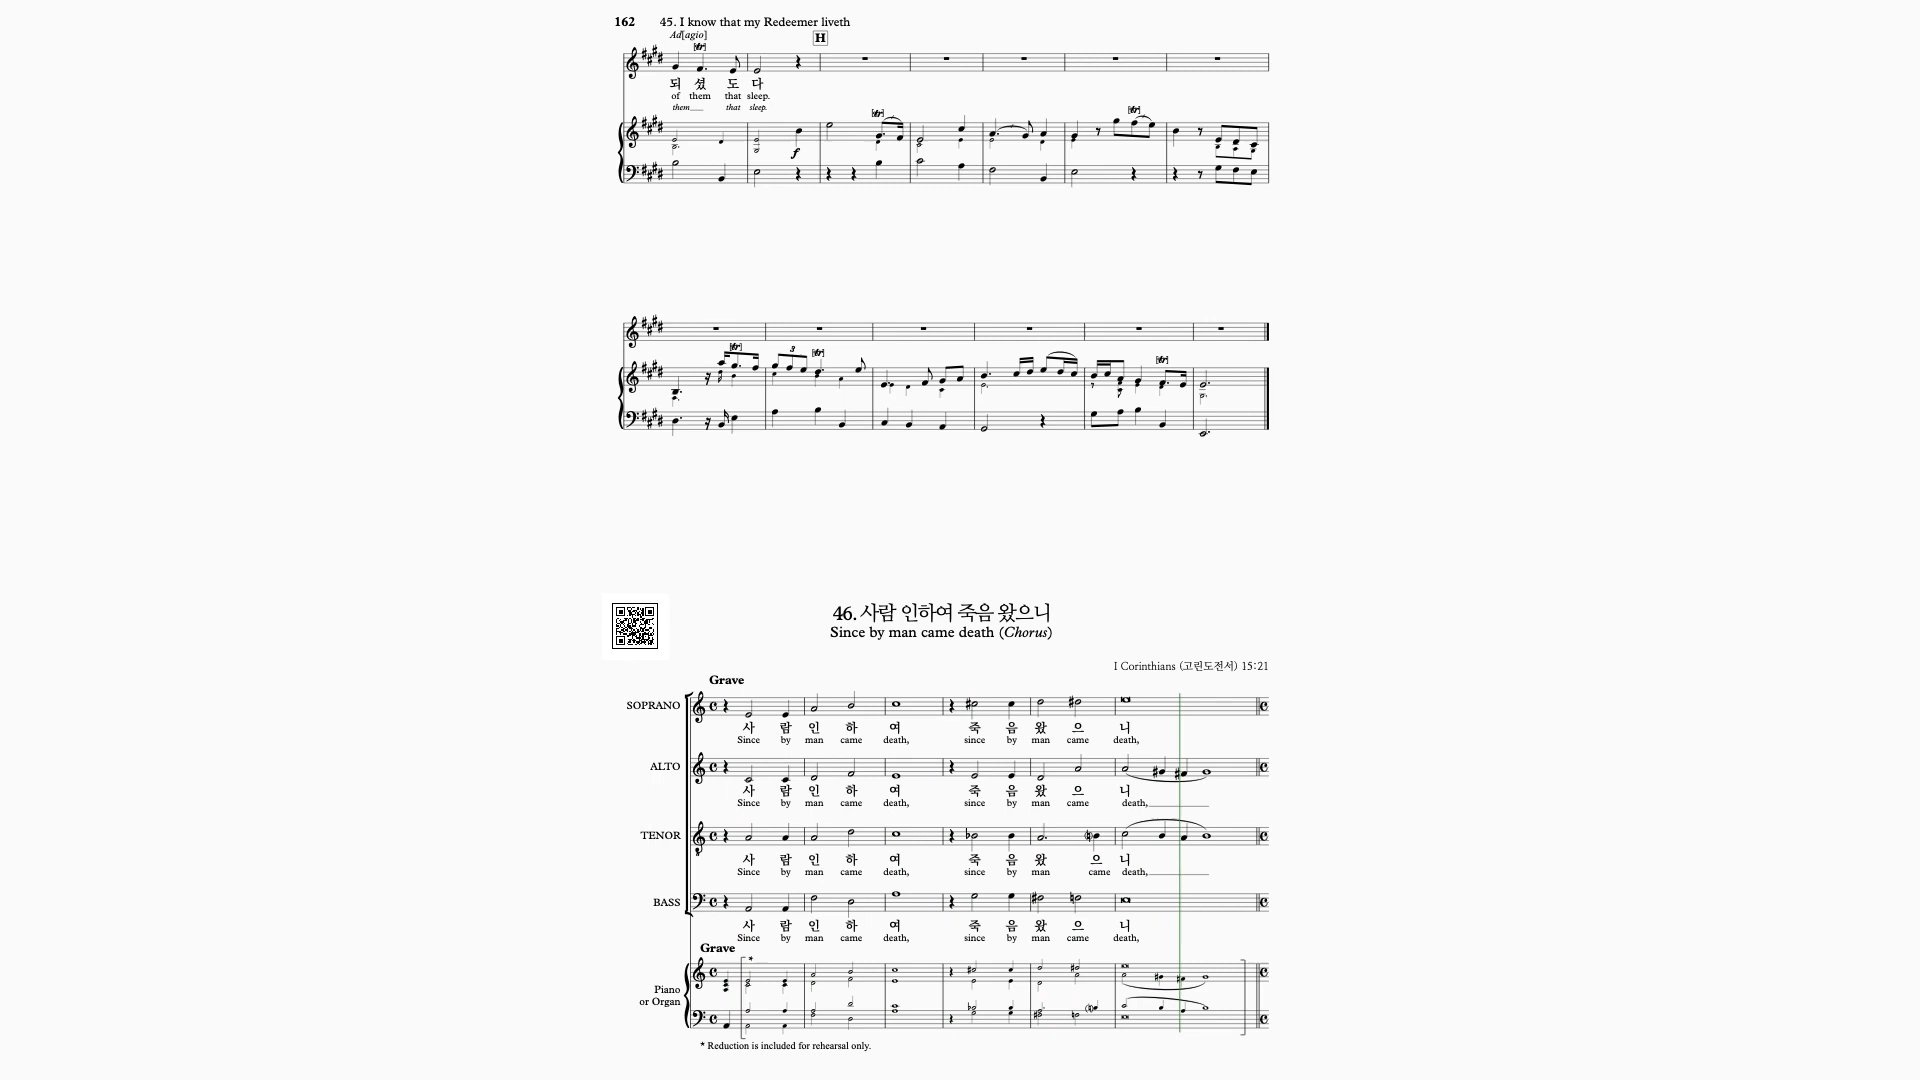 162 45. I know that my Redeemer liveth
Ad[agio]
[tr]
H
되 셨 도 다
of them that sleep.
them that sleep.
[tr]
[tr]
f
[tr]
3
[tr]
[tr]
46. 사람 인하여 죽음 왔으니
Since by man came death (Chorus)
I Corinthians (고린도전서) 15:21
Grave
SOPRANO
사 람 인 하 여 죽 음 왔 으 니
Since by man came death, since by man came death,
ALTO
사 람 인 하 여 죽 음 왔 으 니
Since by man came death, since by man came death,
TENOR
사 람 인 하 여 죽 음 왔 으 니
Since by man came death, since by man came death,
BASS
사 람 인 하 여 죽 음 왔 으 니
Since by man came death, since by man came death,
Grave
*
Piano
or Organ
* Reduction is included for rehearsal only.